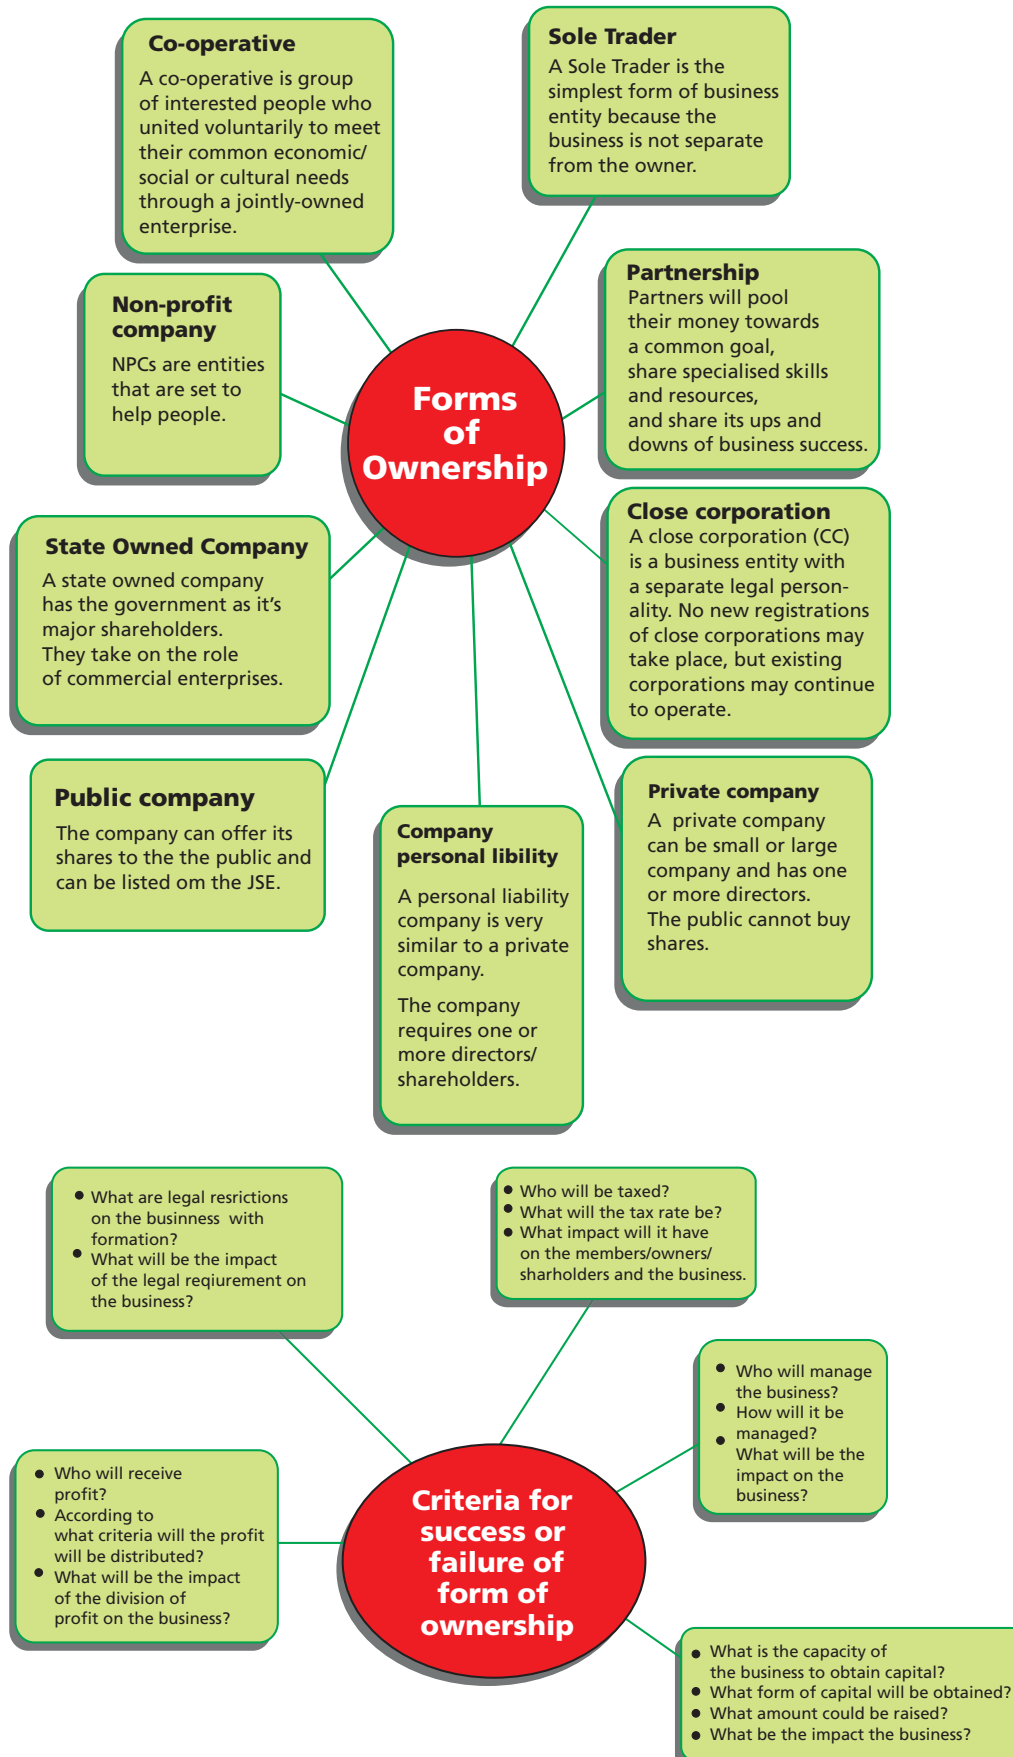 Co-operative
A co-operative is group
of interested people who
united voluntarily to meet
their common economic/
social or cultural needs
through a jointly-owned
enterprise.
Sole Trader
A Sole Trader is the
simplest form of business
entity because the
business is not separate
from the owner.
Non-profit
company
NPCs are entities
that are set to
help people.
Forms
of
Ownership
Partnership
Partners will pool
their money towards
a common goal,
share specialised skills
and resources,
and share its ups and
downs of business success.
State Owned Company
A state owned company
has the government as it's
major shareholders.
They take on the role
of commercial enterprises.
Close corporation
A close corporation (CC)
is a business entity with
a separate legal person-
ality. No new registrations
of close corporations may
take place, but existing
corporations may continue
to operate.
Public company
The company can offer its
shares to the the public and
can be listed om the JSE.
Company
personal libility
A personal liability
company is very
similar to a private
company.
The company
requires one or
more directors/
shareholders.
Private company
A private company
can be small or large
company and has one
or more directors.
The public cannot buy
shares.
• What are legal resrictions
on the businness with
formation?
• What will be the impact
of the legal reqiurement on
the business?
• Who will be taxed?
• What will the tax rate be?
• What impact will it have
on the members/owners/
sharholders and the business.
• Who will manage
the business?
• How will it be
• managed?
What will be the
impact on the
business?
• Who will receive
profit?
• According to
what criteria will the profit
will be distributed?
• What will be the impact
of the division of
profit on the business?
Criteria for
success or
failure of
form of
ownership
• What is the capacity of
the business to obtain capital?
• What form of capital will be obtained?
• What amount could be raised?
• What be the impact the business?